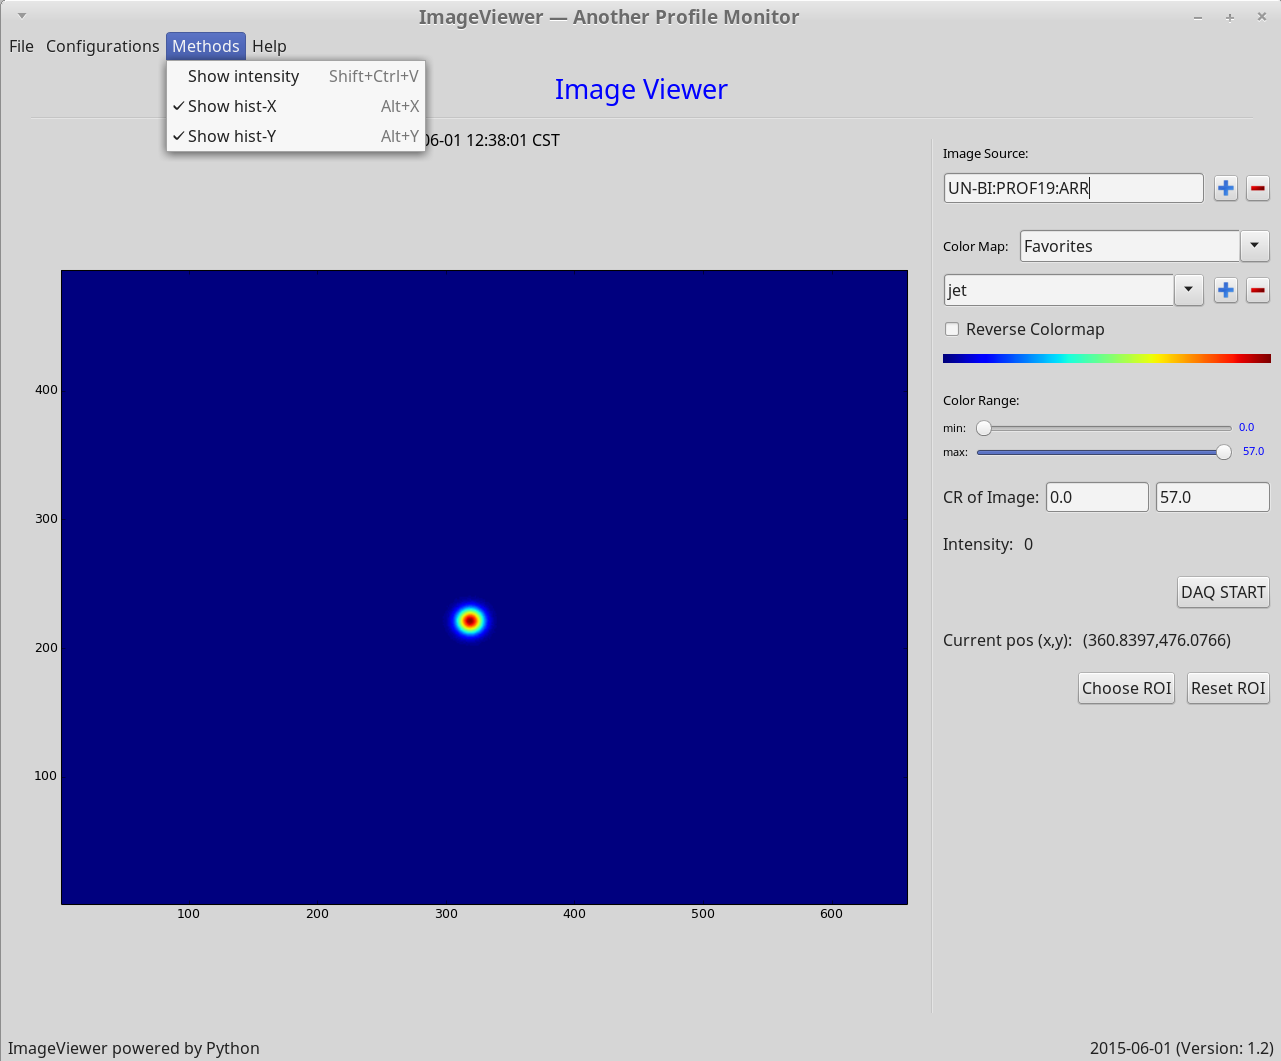 ImageViewer — Another Profile Monitor
File Configurations Methods Help
Show intensity Shift+Ctrl+V
Show hist-X Alt+X
Show hist-Y Alt+Y
Image Viewer
06-01 12:38:01 CST
Image Source:
UN-BI:PROF19:ARR
Color Map: Favorites
jet
Reverse Colormap
Color Range:
min: 0.0
max: 57.0
CR of Image: 0.0 57.0
Intensity: 0
DAQ START
Current pos (x,y): (360.8397,476.0766)
Choose ROI Reset ROI
400
300
200
100
100 200 300 400 500 600
ImageViewer powered by Python
2015-06-01 (Version: 1.2)